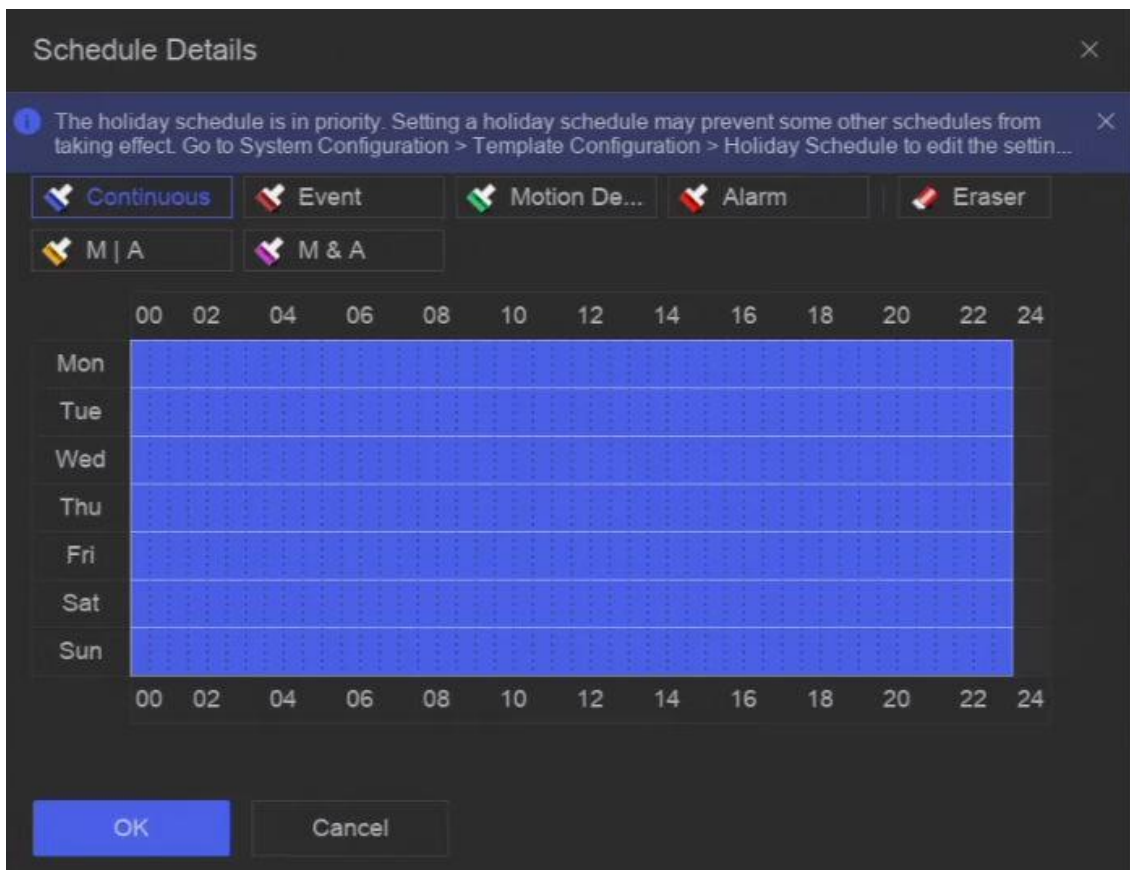 Schedule Details
The holiday schedule is in priority. Setting a holiday schedule may prevent some other schedules from
taking effect. Go to System Configuration > Template Configuration > Holiday Schedule to edit the settin...
Continuous Event Motion De... Alarm Eraser
M | A M & A
00 02 04 06 08 10 12 14 16 18 20 22 24
Mon
Tue
Wed
Thu
Fri
Sat
Sun
00 02 04 06 08 10 12 14 16 18 20 22 24
OK Cancel